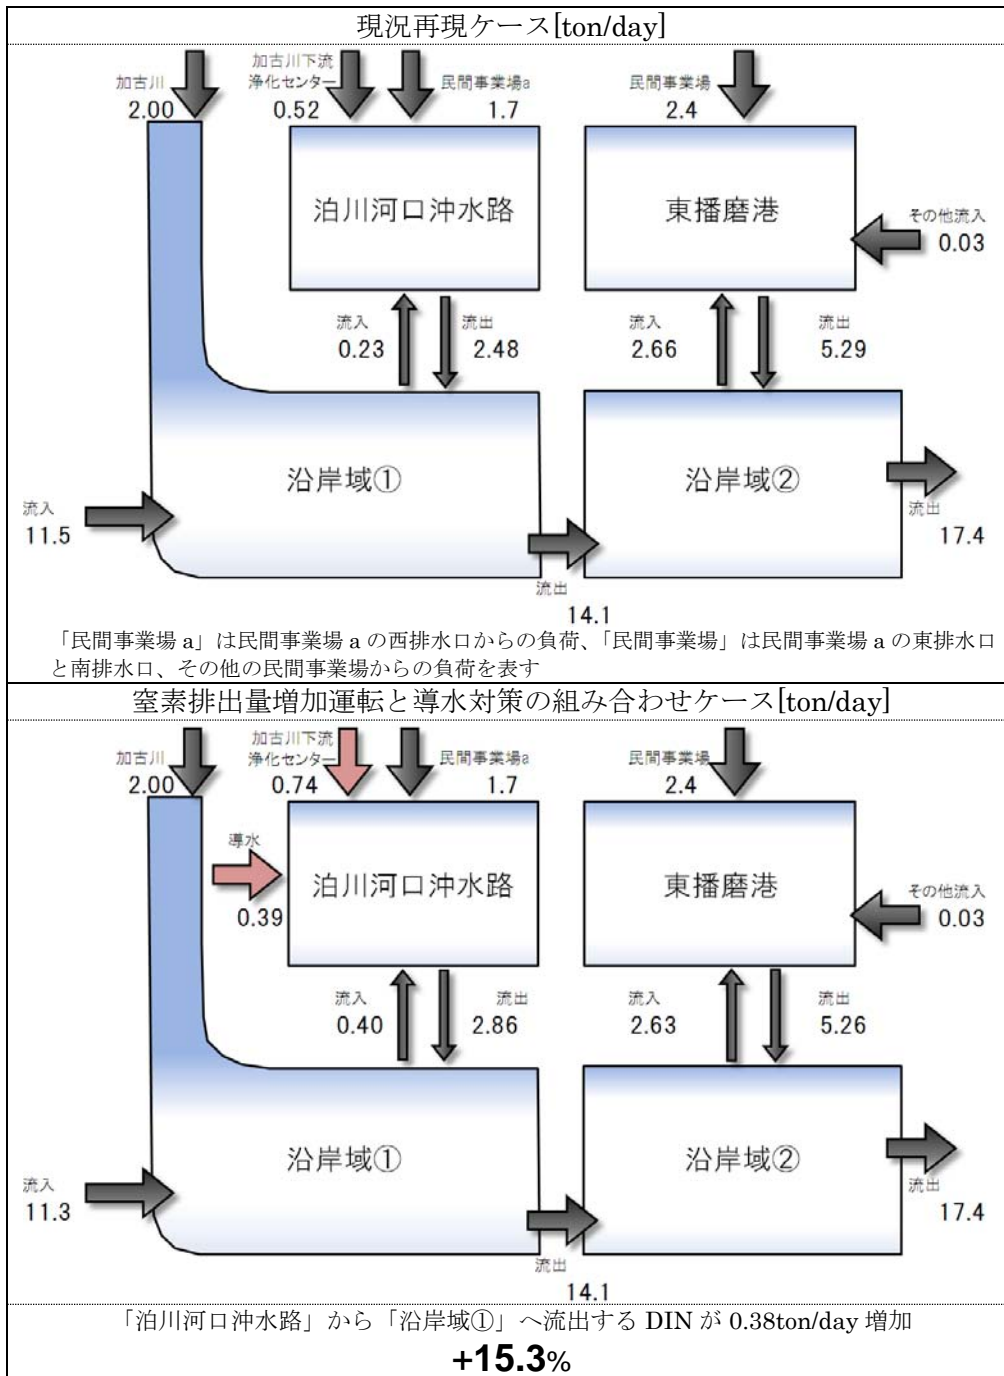 現況再現ケース[ton/day]
加古川
2.00
加古川下流
浄化センター
0.52
民間事業場a
1.7
民間事業場
2.4
泊川河口沖水路
東播磨港
その他流入
0.03
流入
0.23
流出
2.48
流入
2.66
流出
5.29
沿岸域①
沿岸域②
流入
11.5
流出
14.1
流出
17.4
「民間事業場 a」は民間事業場 a の西排水口からの負荷、「民間事業場」は民間事業場 a の東排水口
と南排水口、その他の民間事業場からの負荷を表す
窒素排出量増加運転と導水対策の組み合わせケース[ton/day]
加古川
2.00
加古川下流
浄化センター
0.74
民間事業場a
1.7
民間事業場
2.4
導水
0.39
泊川河口沖水路
東播磨港
その他流入
0.03
流入
0.40
流出
2.86
流入
2.63
流出
5.26
沿岸域①
沿岸域②
流入
11.3
流出
14.1
流出
17.4
「泊川河口沖水路」から「沿岸域①」へ流出する DIN が 0.38ton/day 増加
+15.3%